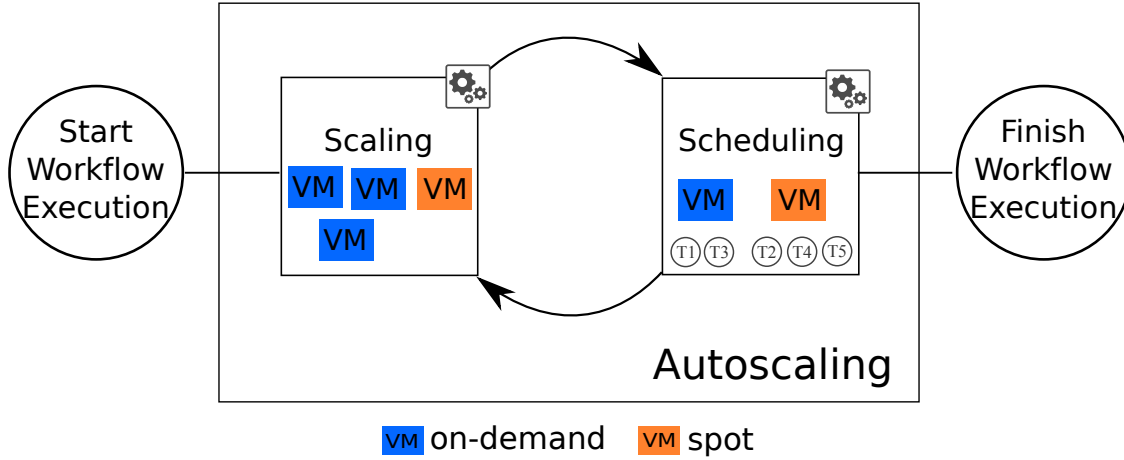 Start
Workflow
Execution
Scaling
VM VM VM
VM
Scheduling
VM VM
T1 T3 T2 T4 T5
Finish
Workflow
Execution
Autoscaling
VM on-demand VM spot